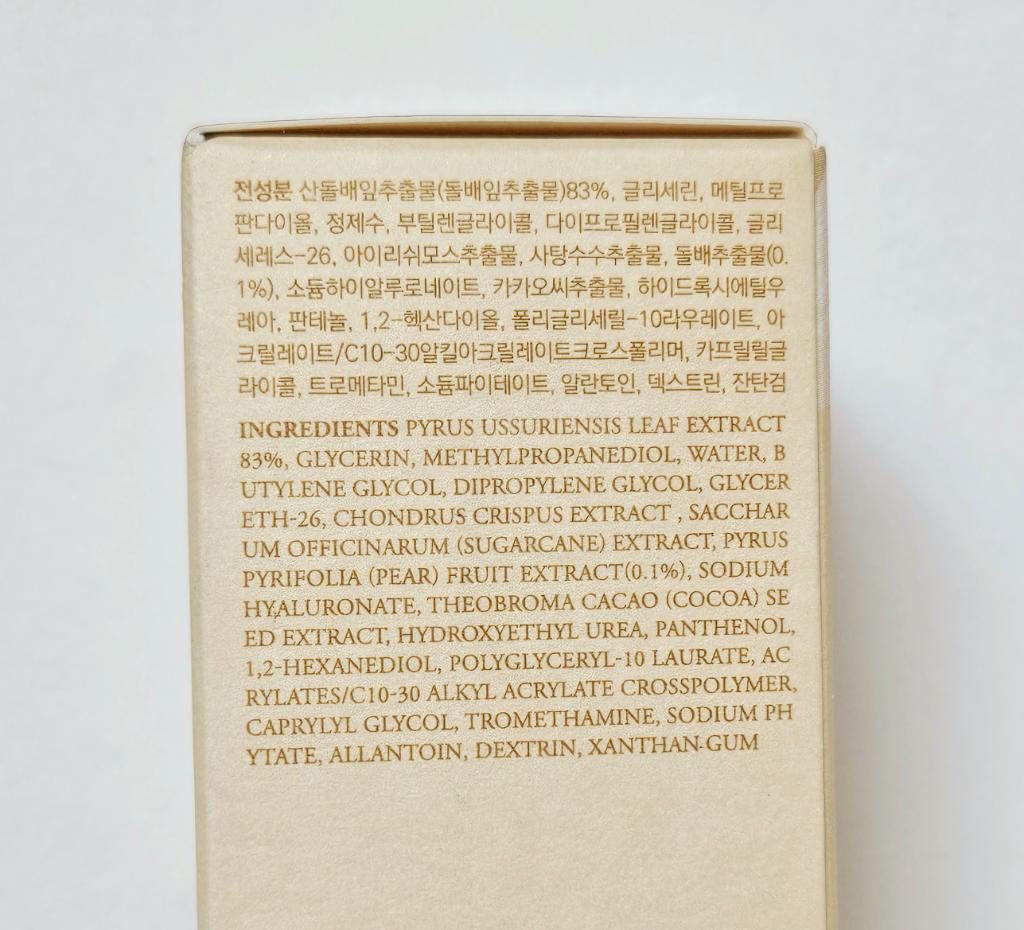 전성분 산돌배잎추출물(돌배잎추출물)83%, 글리세린, 메틸프로
판다이올, 정제수, 부틸렌글라이콜, 다이프로필렌글라이콜, 글리
세레스-26, 아이리쉬모스추출물, 사탕수수추출물, 돌배추출물(0.
1%), 소듐하이알루로네이트, 카카오씨추출물, 하이드록시에틸우
레아, 판테놀, 1,2-헥산다이올, 폴리글리세릴-10라우레이트, 아
크릴레이트/C10-30알킬아크릴레이트크로스폴리머, 카프릴릴글
라이콜, 트로메타민, 소듐파이테이트, 알란토인, 덱스트린, 잔탄검
INGREDIENTS PYRUS USSURIENSIS LEAF EXTRACT
83%, GLYCERIN, METHYLPROPANEDIOL, WATER, B
UTYLENE GLYCOL, DIPROPYLENE GLYCOL, GLYCER
ETH-26, CHONDRUS CRISPUS EXTRACT , SACCHAR
UM OFFICINARUM (SUGARCANE) EXTRACT, PYRUS
PYRIFOLIA (PEAR) FRUIT EXTRACT(0.1%), SODIUM
HYALURONATE, THEOBROMA CACAO (COCOA) SE
ED EXTRACT, HYDROXYETHYL UREA, PANTHENOL,
1,2-HEXANEDIOL, POLYGLYCERYL-10 LAURATE, AC
RYLATES/C10-30 ALKYL ACRYLATE CROSSPOLYMER,
CAPRYLYL GLYCOL, TROMETHAMINE, SODIUM PH
YTATE, ALLANTOIN, DEXTRIN, XANTHAN GUM